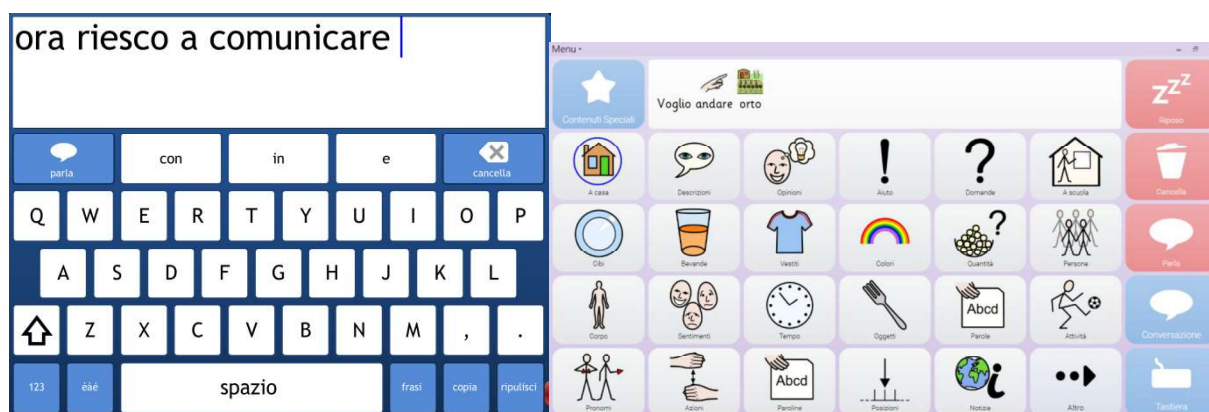 ora riesco a comunicare
parla con in e cancella
Q W E R T Y U I O P
A S D F G H J K L
Z X C V B N M , .
123 èàé spazio frasi copia ripulisci
Menu
Contenuti Speciali Voglio andare orto zzz Riposo
A casa Descrizioni Opinioni ! Aiuto ? Domande A scuola Cancella
Cibi Bevande Vestiti Colori ? Quantità Persone Parla
Corpo Sentimenti Tempo Oggetti Abcd Parole Attività Conversazione
Pronomi Azioni Abcd Paroline Posizioni i Notizie Altro Tastiera